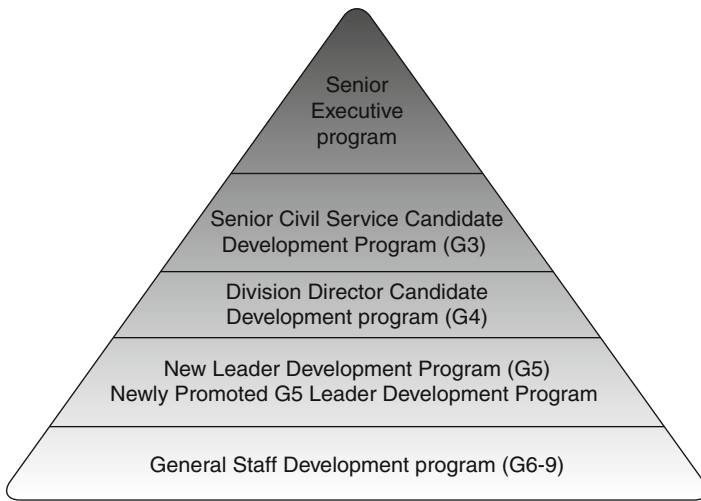 Senior
Executive
program
Senior Civil Service Candidate
Development Program (G3)
Division Director Candidate
Development program (G4)
New Leader Development Program (G5)
Newly Promoted G5 Leader Development Program
General Staff Development program (G6-9)